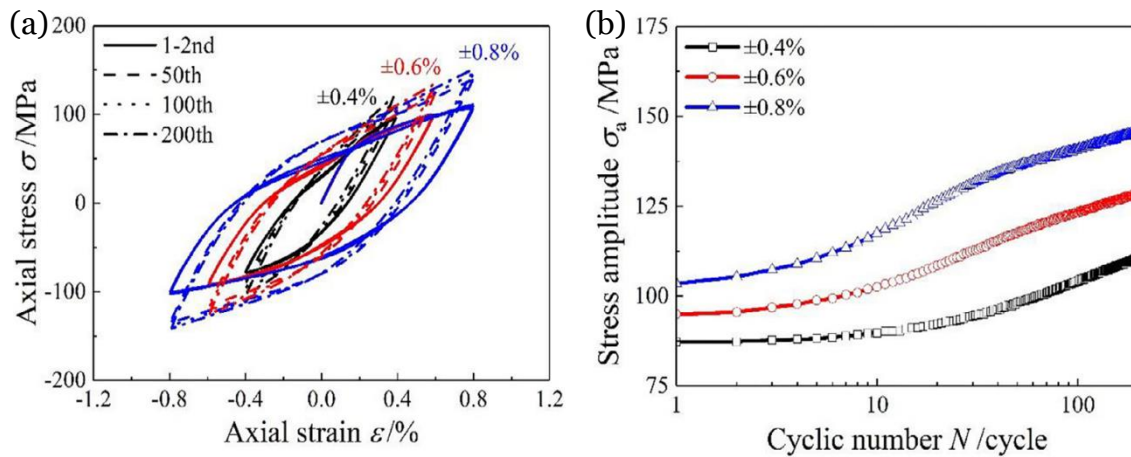 (a)
200
100
0
-100
-200
-1.2
-0.8
-0.4
0.0
0.4
0.8
1.2
Axial stress σ /MPa
Axial strain ε/%
1-2nd
50th
100th
200th
±0.4%
±0.6%
±0.8%
(b)
175
150
125
100
75
1
10
100
Stress amplitude σa /MPa
Cyclic number N /cycle
±0.4%
±0.6%
±0.8%